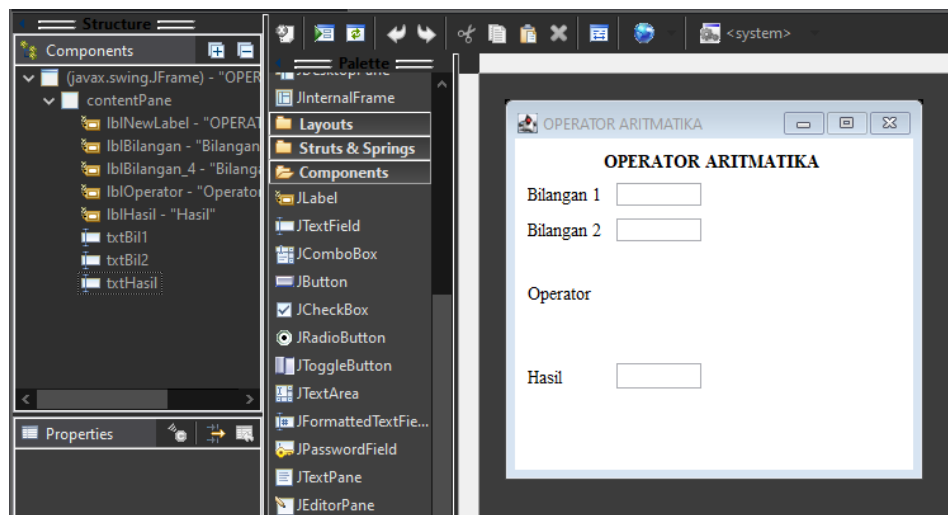 Structure
Components
(javax.swing.JFrame) - "OPER
contentPane
lblNewLabel - "OPERAT
lblBilangan - "Bilangan
lblBilangan_4 - "Bilanga
lblOperator - "Operator
lblHasil - "Hasil"
txtBil1
txtBil2
txtHasil
Properties
<system>
Palette
JDesktopPane
JInternalFrame
Layouts
Struts & Springs
Components
JLabel
JTextField
JComboBox
JButton
JCheckBox
JRadioButton
JToggleButton
JTextArea
JFormattedTextFie...
JPasswordField
JTextPane
JEditorPane
OPERATOR ARITMATIKA
OPERATOR ARITMATIKA
Bilangan 1
Bilangan 2
Operator
Hasil